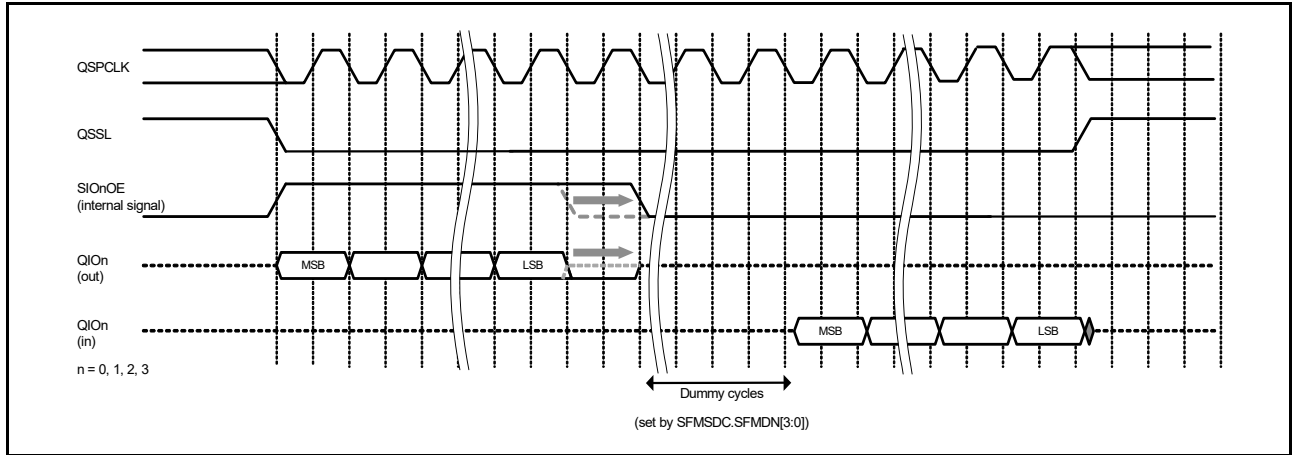 QSPCLK
QSSL
SIOnOE
(internal signal)
QIOn
(out)
MSB
LSB
QIOn
(in)
MSB
LSB
n = 0, 1, 2, 3
Dummy cycles
(set by SFMSDC.SFMDN[3:0])